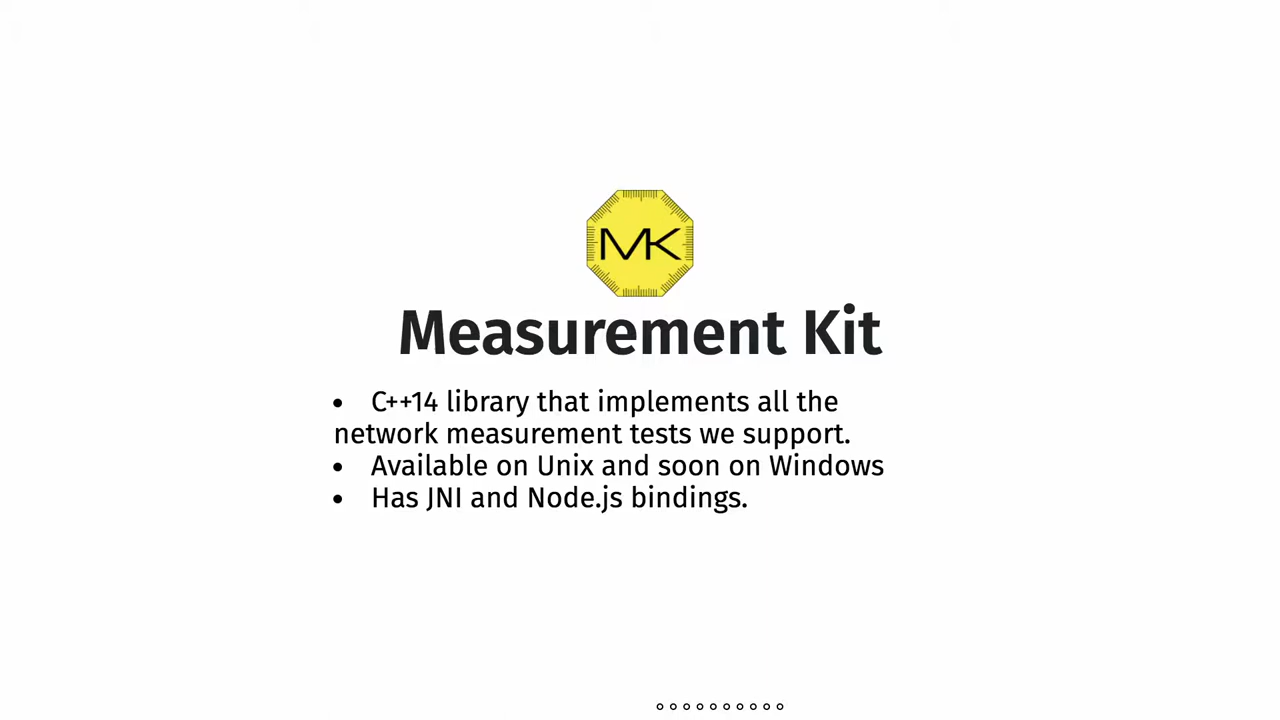 MK
Measurement Kit
• C++14 library that implements all the
network measurement tests we support.
• Available on Unix and soon on Windows
• Has JNI and Node.js bindings.